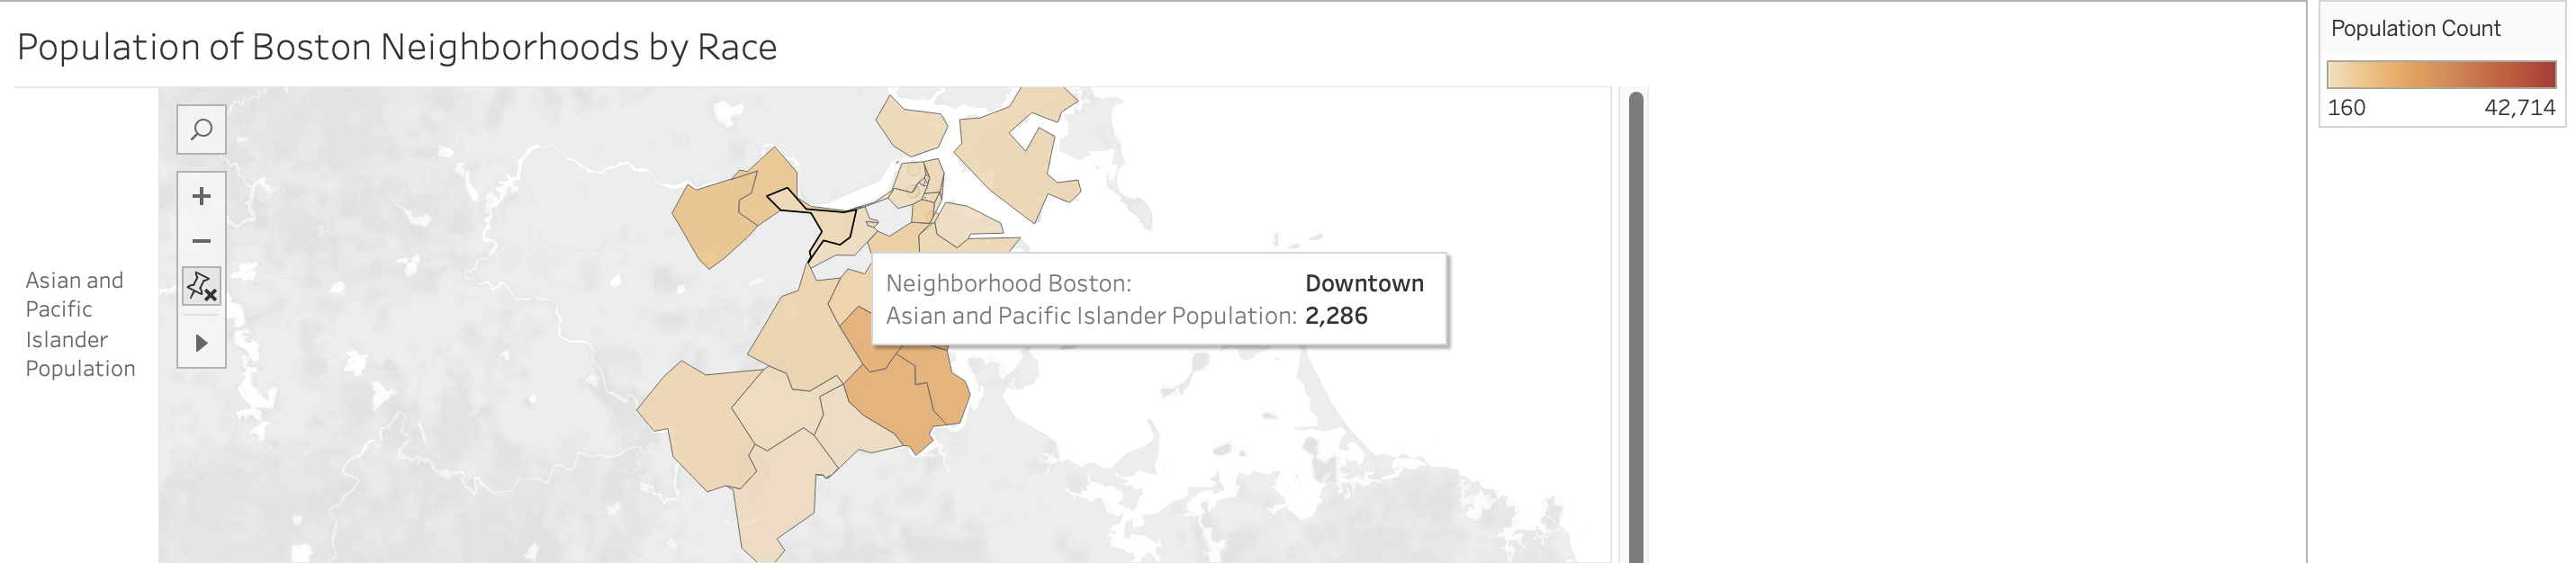 Population of Boston Neighborhoods by Race
Population Count
160 42,714
Asian and
Pacific
Islander
Population
Neighborhood Boston: Downtown
Asian and Pacific Islander Population: 2,286